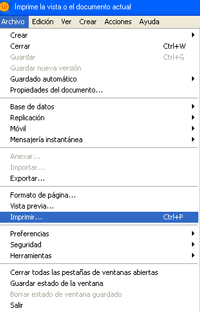 Imprime la vista o el documento actual
Archivo Edición Ver Crear Acciones Ayuda
Crear
Cerrar Ctrl+W
Guardar Ctrl+G
Guardar nueva versión
Guardado automático
Propiedades del documento...
Base de datos
Replicación
Móvil
Mensajería instantánea
Anexar...
Importar...
Exportar...
Formato de página...
Vista previa...
Imprimir... Ctrl+P
Preferencias
Seguridad
Herramientas
Cerrar todas las pestañas de ventanas abiertas
Guardar estado de la ventana
Borrar estado de ventana guardado
Salir